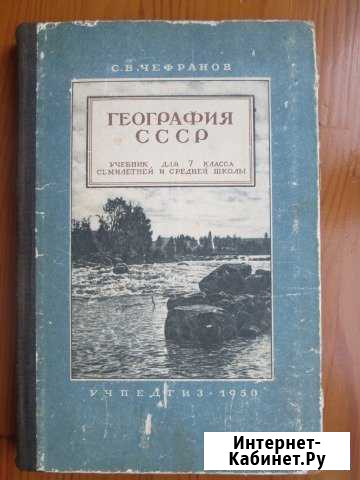 С. В. ЧЕФРАНОВ
ГЕОГРАФИЯ
СССР
УЧЕБНИК ДЛЯ 7 КЛАССА
СЕМИЛЕТНЕЙ И СРЕДНЕЙ ШКОЛЫ
УЧПЕДГИЗ - 1950
Интернет-
Кабинет.Ру